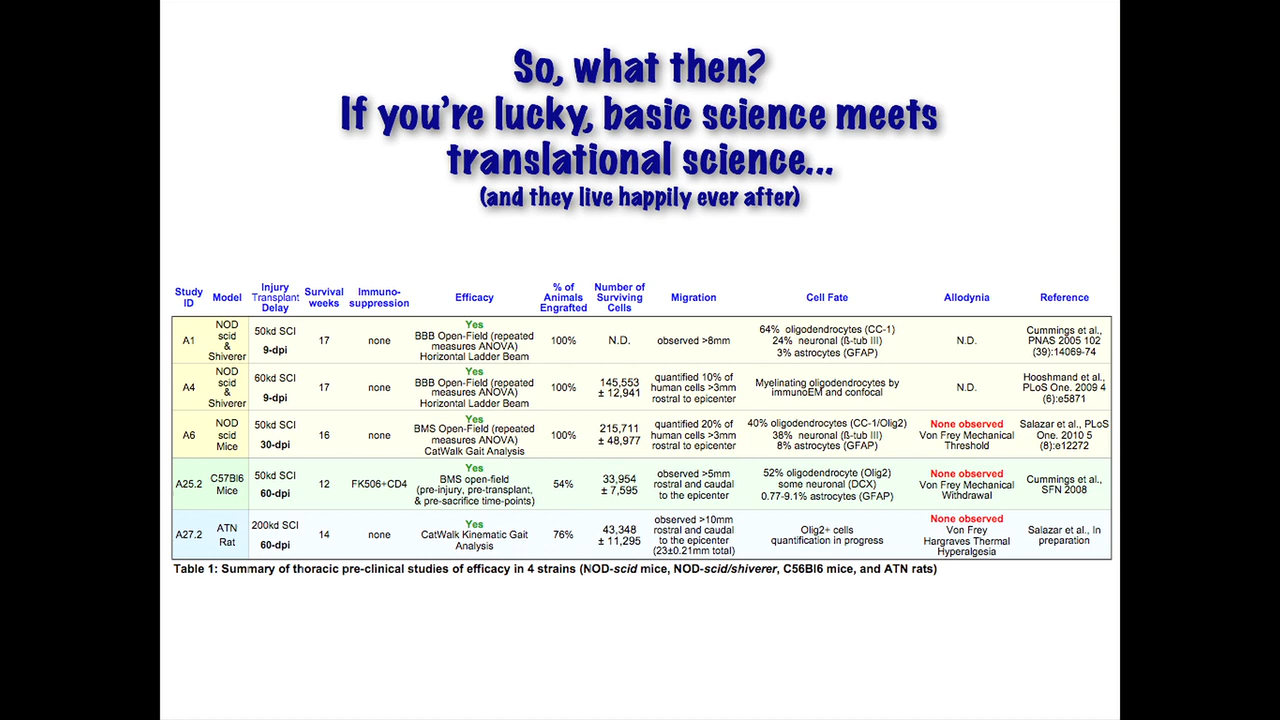 So, what then?
If you're lucky, basic science meets
translational science...
(and they live happily ever after)
Study ID Model Injury Transplant Delay Survival weeks Immuno-suppression Efficacy % of Animals Engrafted Number of Surviving Cells Migration Cell Fate Allodynia Reference
A1 NOD scid & Shiverer 50kd SCI 9-dpi 17 none Yes BBB Open-Field (repeated measures ANOVA) Horizontal Ladder Beam 100% N.D. observed >8mm 64% oligodendrocytes (CC-1) 24% neuronal (ß-tub III) 3% astrocytes (GFAP) N.D. Cummings et al., PNAS 2005 102 (39):14069-74
A4 NOD scid & Shiverer 60kd SCI 9-dpi 17 none Yes BBB Open-Field (repeated measures ANOVA) Horizontal Ladder Beam 100% 145,553 ± 12,941 quantified 10% of human cells >3mm rostral to epicenter Myelinating oligodendrocytes by immunoEM and confocal N.D. Hooshmand et al., PLoS One. 2009 4 (6):e5871
A6 NOD scid Mice 50kd SCI 30-dpi 16 none Yes BMS Open-Field (repeated measures ANOVA) CatWalk Gait Analysis 100% 215,711 ± 48,977 quantified 20% of human cells >3mm rostral to epicenter 40% oligodendrocytes (CC-1/Olig2) 38% neuronal (ß-tub III) 8% astrocytes (GFAP) None observed Von Frey Mechanical Threshold Salazar et al., PLoS One. 2010 5 (8):e12272
A25.2 C57Bl6 Mice 50kd SCI 60-dpi 12 FK506+CD4 Yes BMS open-field (pre-injury, pre-transplant, & pre-sacrifice time-points) 54% 33,954 ± 7,595 observed >5mm rostral and caudal to the epicenter 52% oligodendrocyte (Olig2) some neuronal (DCX) 0.77-9.1% astrocytes (GFAP) None observed Von Frey Mechanical Withdrawal Cummings et al., SFN 2008
A27.2 ATN Rat 200kd SCI 60-dpi 14 none Yes CatWalk Kinematic Gait Analysis 76% 43,348 ± 11,295 observed >10mm rostral and caudal to the epicenter (23±0.21mm total) Olig2+ cells quantification in progress None observed Von Frey Hargraves Thermal Hyperalgesia Salazar et al., In preparation
Table 1: Summary of thoracic pre-clinical studies of efficacy in 4 strains (NOD-scid mice, NOD-scid/shiverer, C56Bl6 mice, and ATN rats)